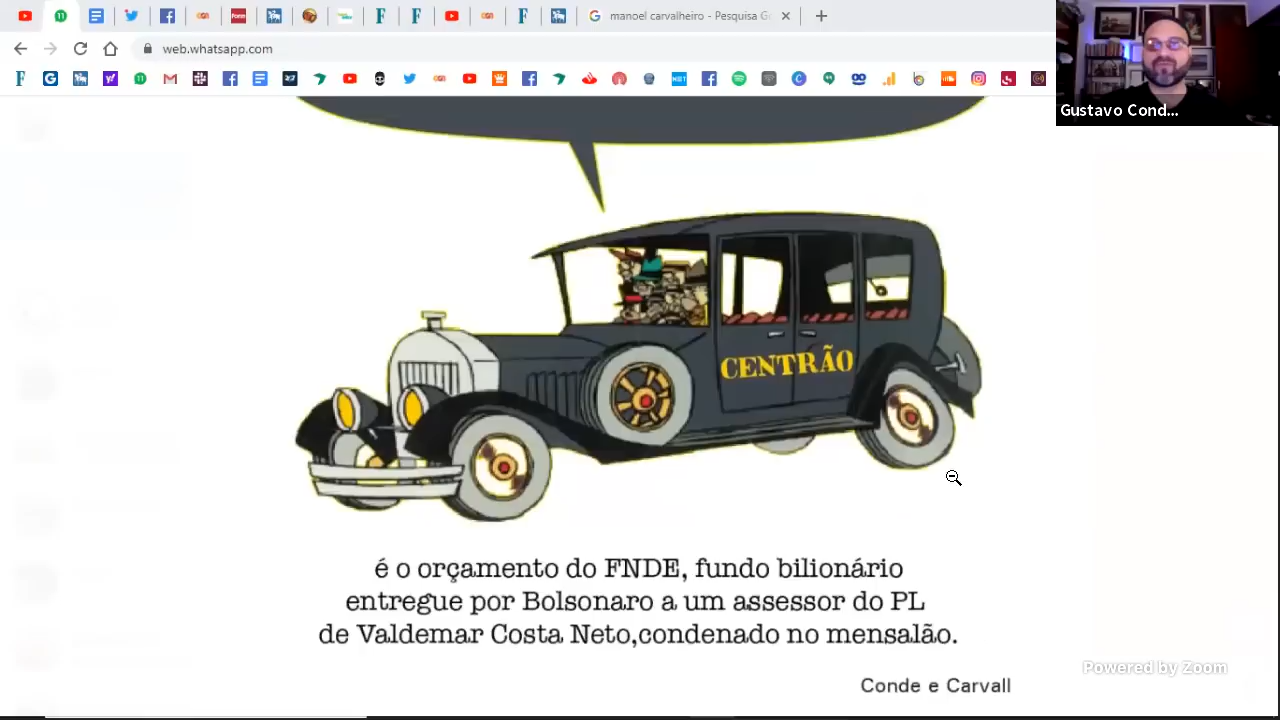 manoel carvalheiro - Pesquisa G
web.whatsapp.com
Gustavo Cond...
CENTRÃO
é o orçamento do FNDE, fundo bilionário
entregue por Bolsonaro a um assessor do PL
de Valdemar Costa Neto,condenado no mensalão.
Powered by Zoom
Conde e Carvall